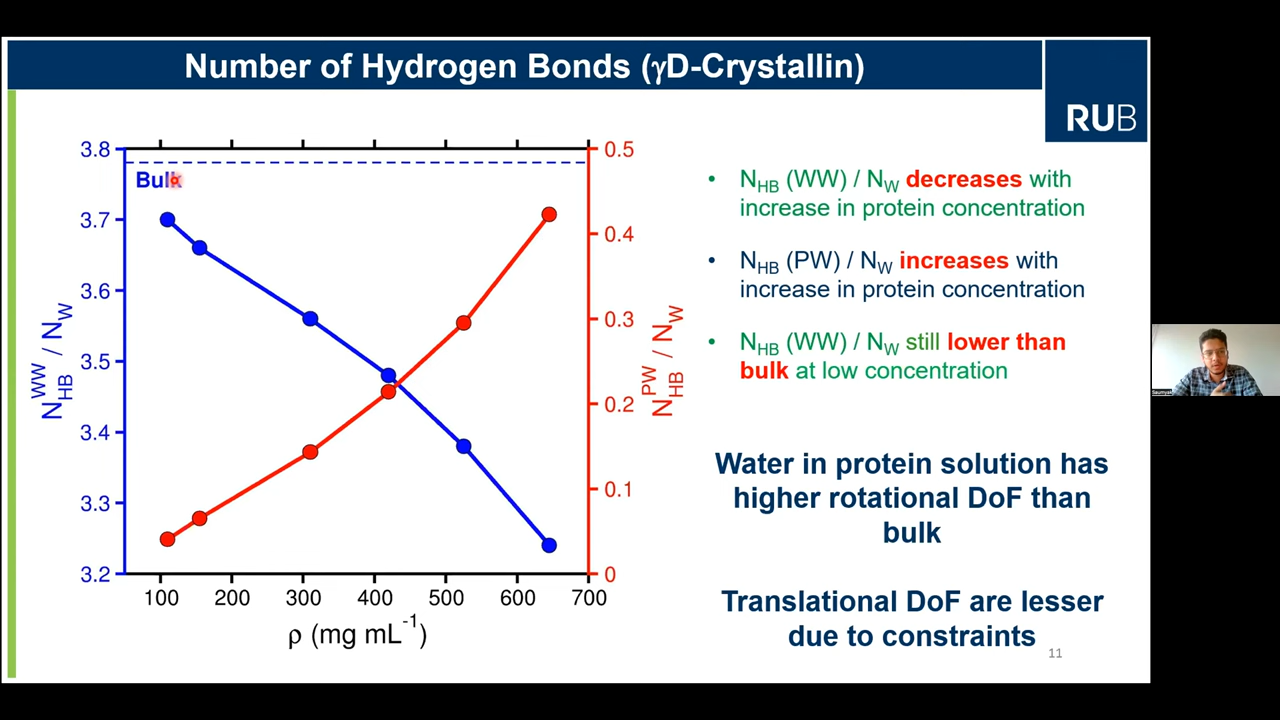 Number of Hydrogen Bonds (γD-Crystallin)
RUB
3.8
3.7
3.6
3.5
3.4
3.3
3.2
N_HB^WW / N_W
Bulk
0.5
0.4
0.3
0.2
0.1
0
N_HB^PW / N_W
100 200 300 400 500 600 700
ρ (mg mL^-1)
• N_HB (WW) / N_W decreases with
increase in protein concentration
• N_HB (PW) / N_W increases with
increase in protein concentration
• N_HB (WW) / N_W still lower than
bulk at low concentration
Water in protein solution has
higher rotational DoF than
bulk
Translational DoF are lesser
due to constraints
11